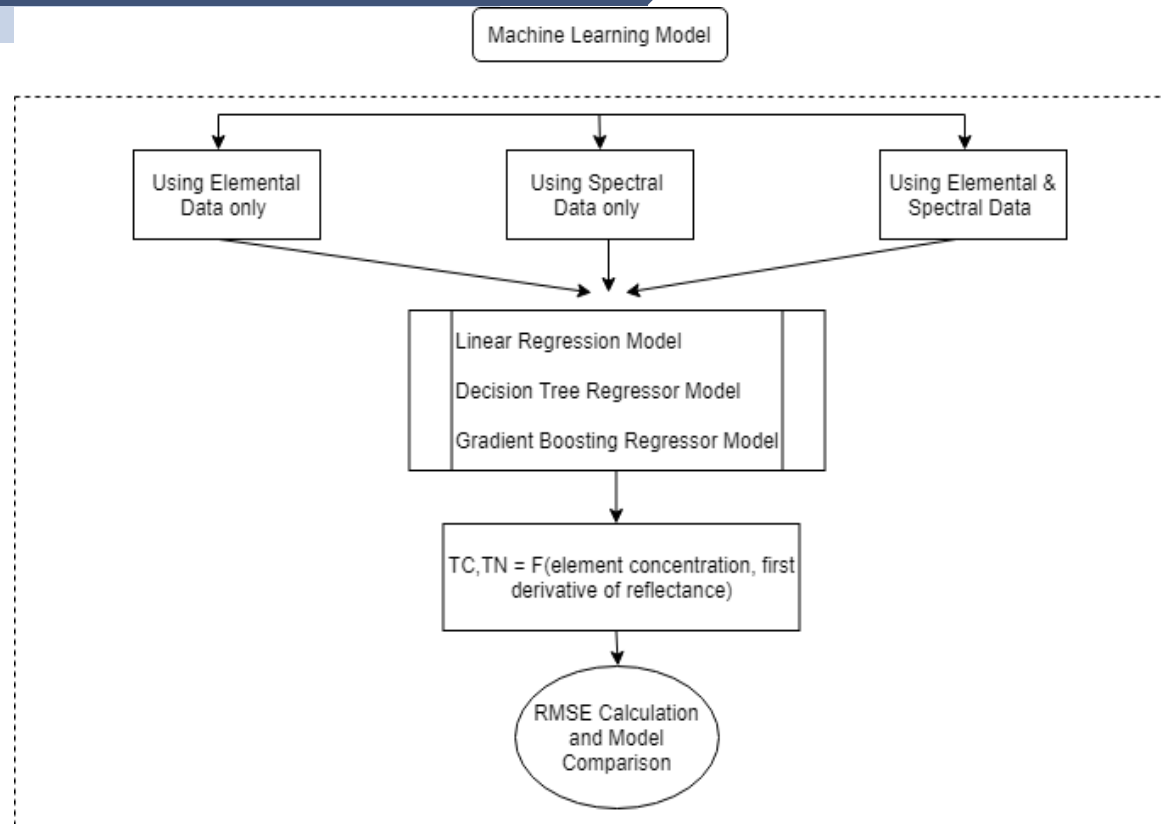 Machine Learning Model
Using Elemental
Data only
Using Spectral
Data only
Using Elemental &
Spectral Data
Linear Regression Model
Decision Tree Regressor Model
Gradient Boosting Regressor Model
TC,TN = F(element concentration, first
derivative of reflectance)
RMSE Calculation
and Model
Comparison